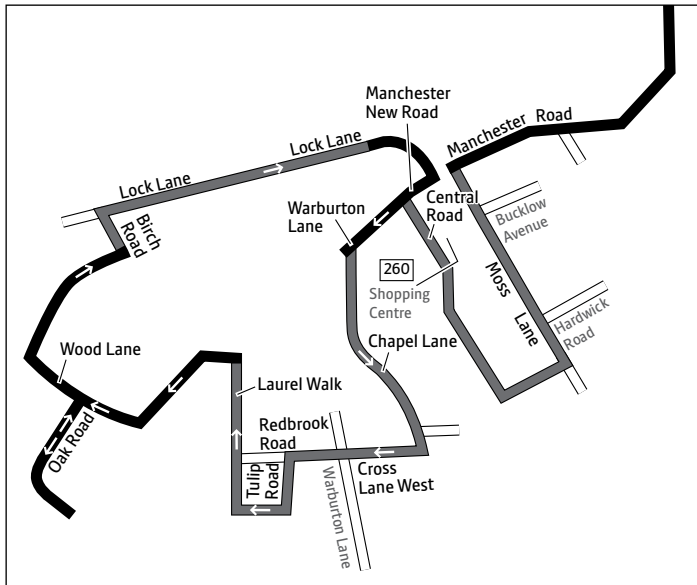 Manchester
New Road
Manchester Road
Lock Lane
Lock Lane
Central
Road
Warburton
Lane
Bucklow
Avenue
Birch
Road
260
Shopping
Centre
Moss
Lane
Hardwick
Road
Wood Lane
Chapel Lane
Laurel Walk
Redbrook
Road
Oak Road
Tulip
Road
Cross
Lane West
Warburton Lane